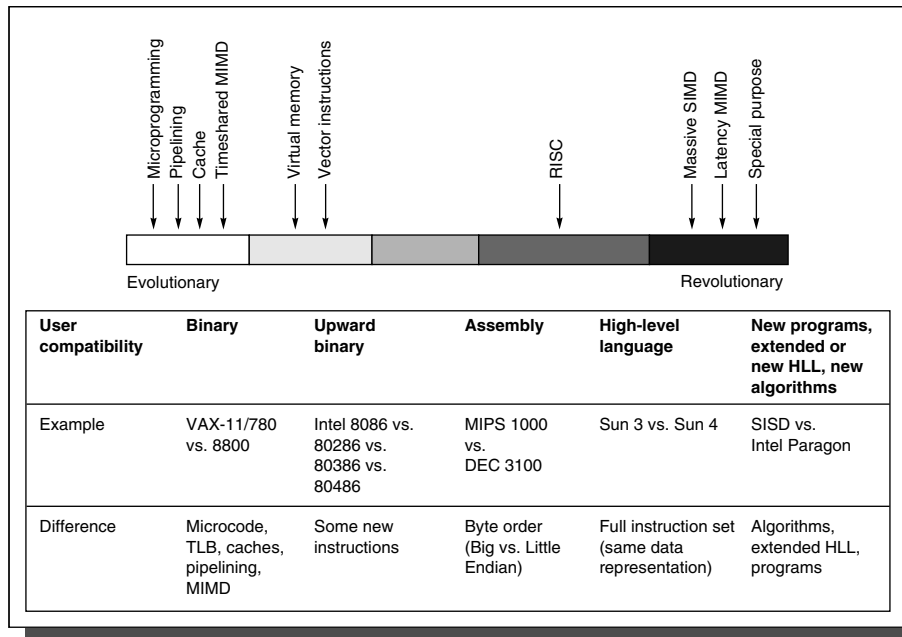 Microprogramming
Pipelining
Cache
Timeshared MIMD
Virtual memory
Vector instructions
RISC
Massive SIMD
Latency MIMD
Special purpose
Evolutionary
Revolutionary
User
compatibility
Binary
Upward
binary
Assembly
High-level
language
New programs,
extended or
new HLL, new
algorithms
Example
VAX-11/780
vs. 8800
Intel 8086 vs.
80286 vs.
80386 vs.
80486
MIPS 1000
vs.
DEC 3100
Sun 3 vs. Sun 4
SISD vs.
Intel Paragon
Difference
Microcode,
TLB, caches,
pipelining,
MIMD
Some new
instructions
Byte order
(Big vs. Little
Endian)
Full instruction set
(same data
representation)
Algorithms,
extended HLL,
programs